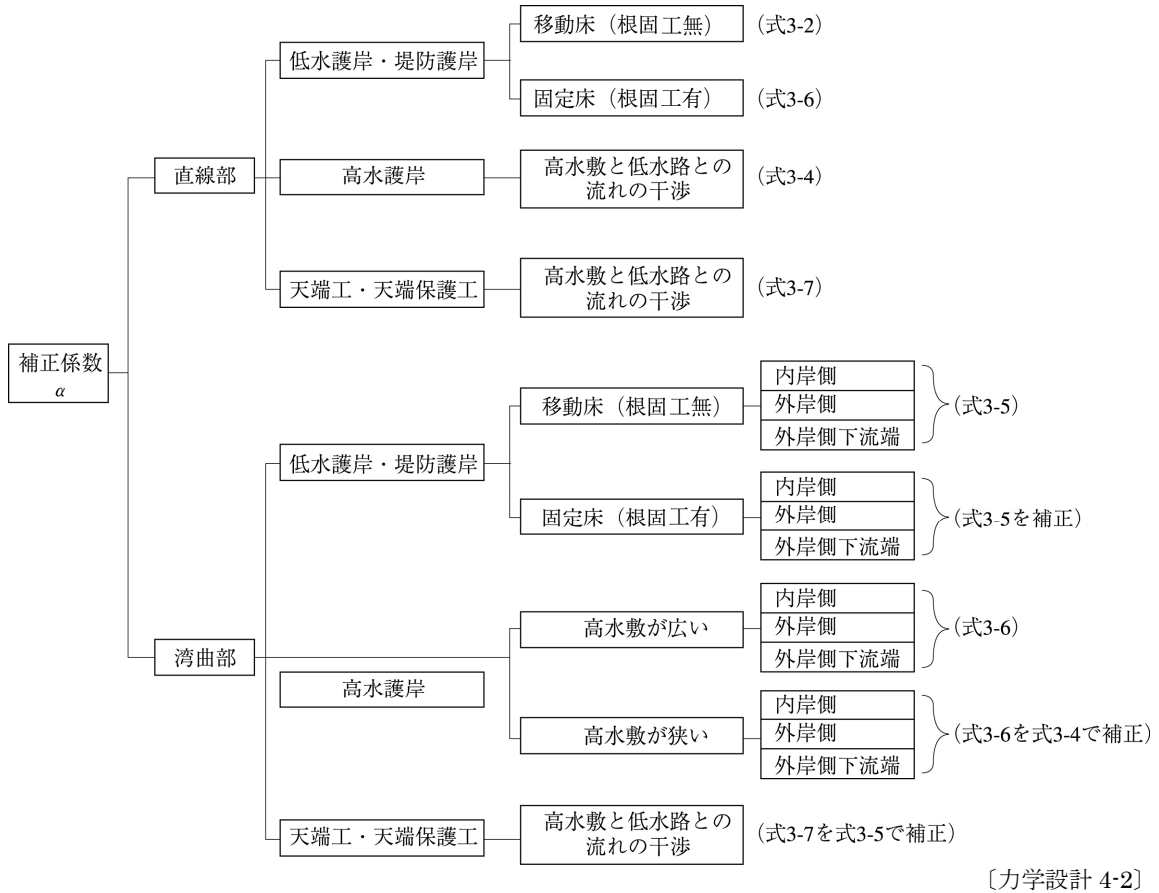 移動床（根固工無）
（式3-2）
低水護岸・堤防護岸
固定床（根固工有）
（式3-6）
直線部
高水護岸
高水敷と低水路との
流れの干渉
（式3-4）
天端工・天端保護工
高水敷と低水路との
流れの干渉
（式3-7）
補正係数
α
内岸側
移動床（根固工無）
外岸側
（式3-5）
外岸側下流端
低水護岸・堤防護岸
内岸側
固定床（根固工有）
外岸側
（式3-5を補正）
外岸側下流端
湾曲部
内岸側
高水敷が広い
外岸側
（式3-6）
外岸側下流端
高水護岸
内岸側
高水敷が狭い
外岸側
（式3-6を式3-4で補正）
外岸側下流端
天端工・天端保護工
高水敷と低水路との
流れの干渉
（式3-7を式3-5で補正）
〔力学設計 4-2〕